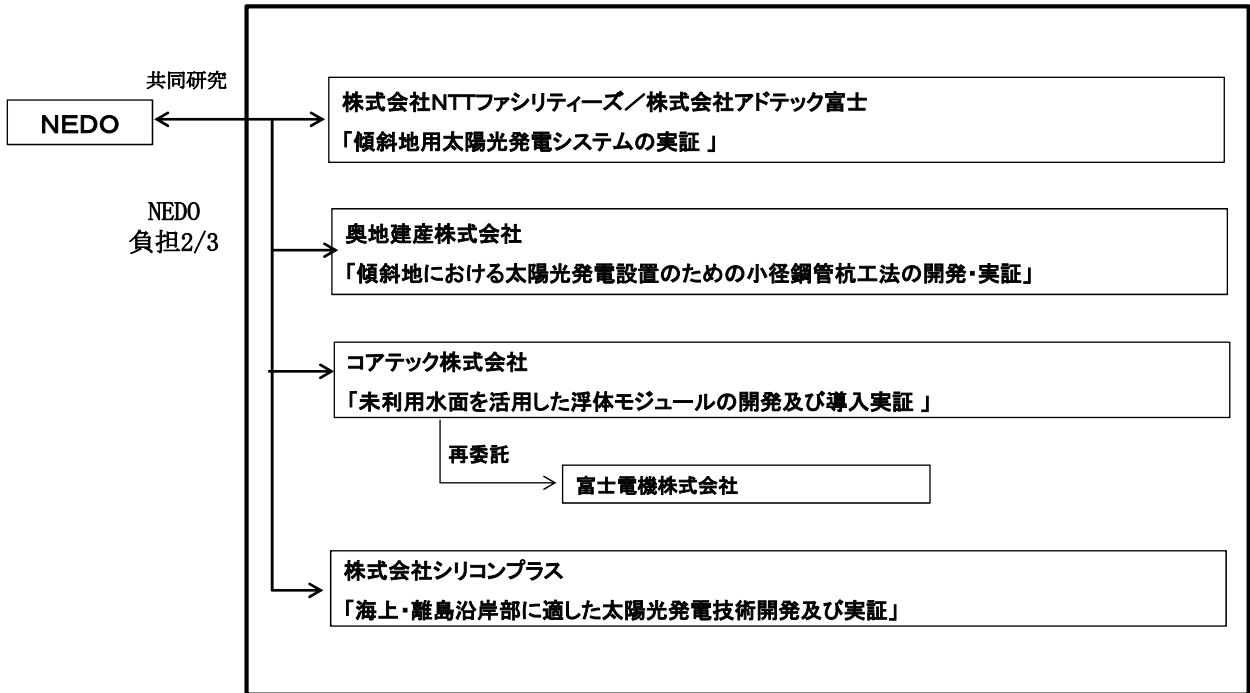 共同研究
NEDO
NEDO
負担2/3
株式会社NTTファシリティーズ／株式会社アドテック富士
「傾斜地用太陽光発電システムの実証 」
奥地建産株式会社
「傾斜地における太陽光発電設置のための小径鋼管杭工法の開発・実証」
コアテック株式会社
「未利用水面を活用した浮体モジュールの開発及び導入実証 」
再委託
富士電機株式会社
株式会社シリコンプラス
「海上・離島沿岸部に適した太陽光発電技術開発及び実証」